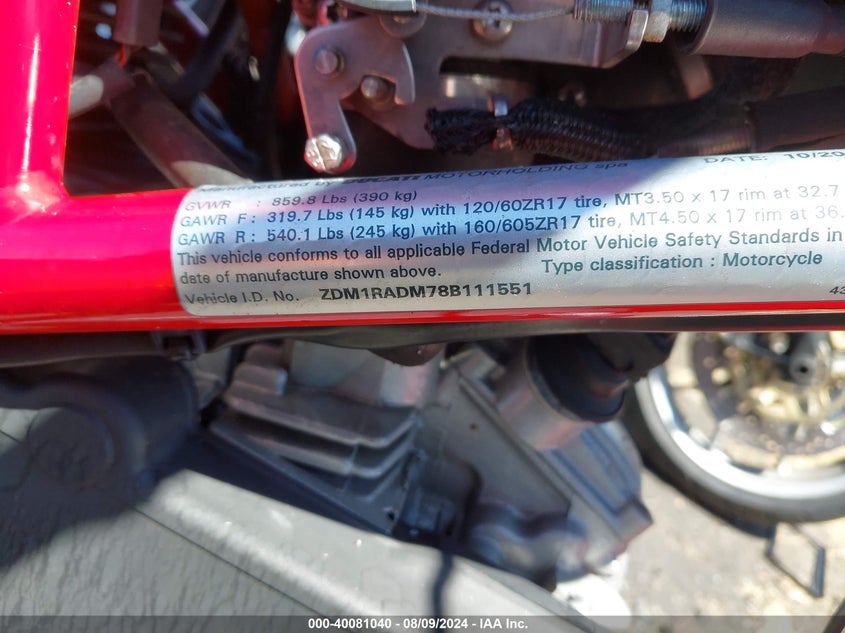 Manufactured by DUCATI MOTORHOLDING spa DATE: 10/20
GVWR : 859.8 Lbs (390 kg)
GAWR F : 319.7 Lbs (145 kg) with 120/60ZR17 tire, MT3.50 x 17 rim at 32.7
GAWR R : 540.1 Lbs (245 kg) with 160/605ZR17 tire, MT4.50 x 17 rim at 36.
This vehicle conforms to all applicable Federal Motor Vehicle Safety Standards in
date of manufacture shown above. Type classification : Motorcycle
Vehicle I.D. No. ZDM1RADM78B111551 43
000-40081040 - 08/09/2024 - IAA Inc.